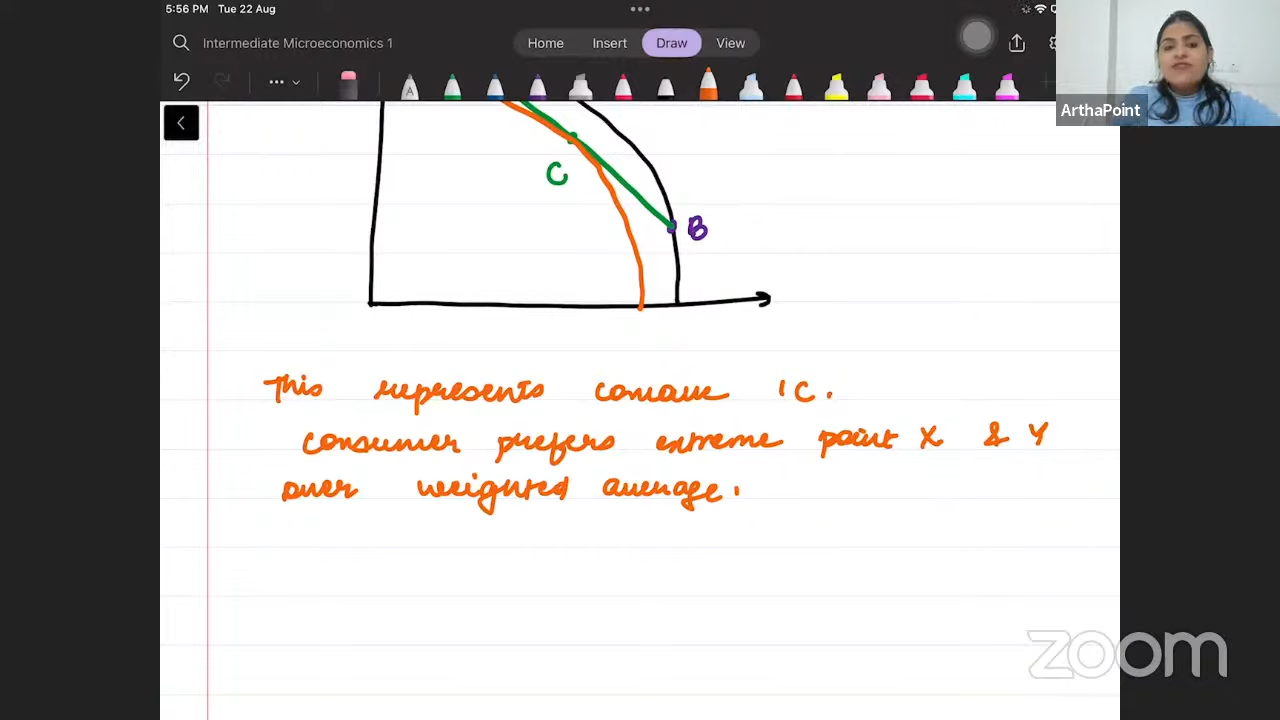 5:56 PM Tue 22 Aug
Intermediate Microeconomics 1
Home Insert Draw View
A
ArthaPoint
C
B
This represents concave IC.
Consumer prefers extreme point X & Y
over weighted average.
zoom